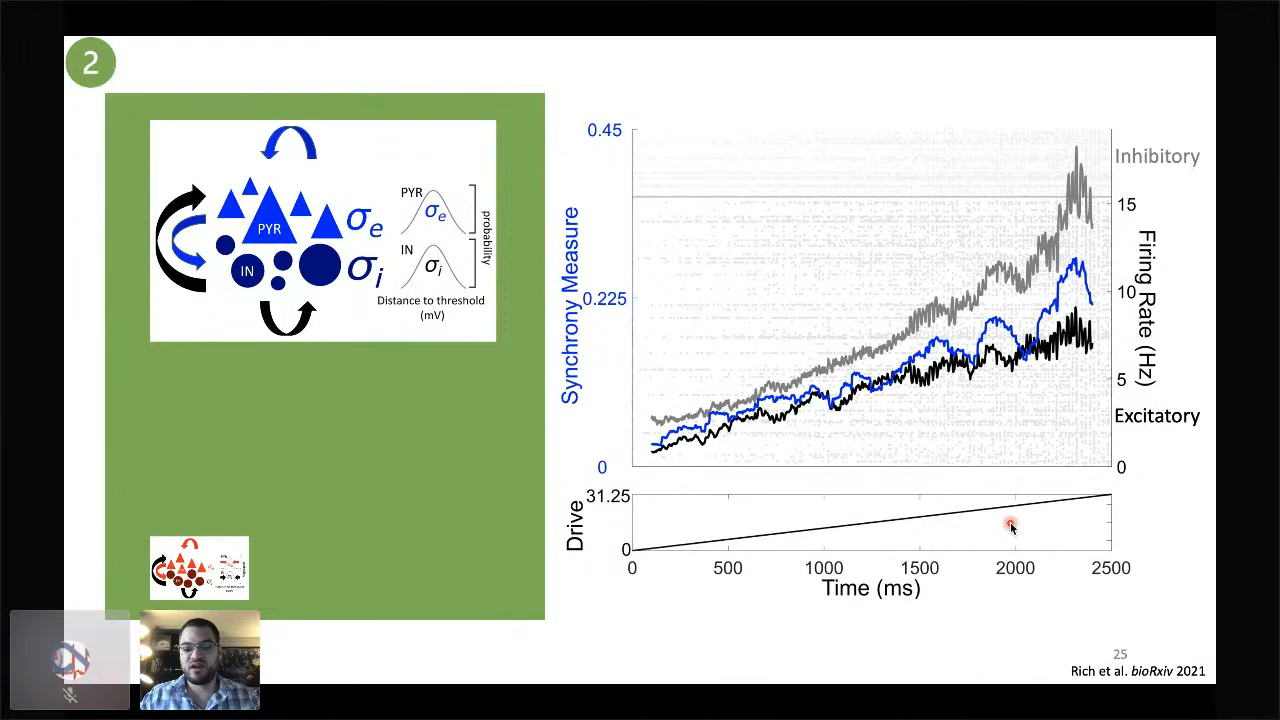 2
PYR
IN
σe
σi
PYR
σe
IN
σi
probability
Distance to threshold
(mV)
0.45
0.225
0
Synchrony Measure
Inhibitory
15
10
5
0
Firing Rate (Hz)
Excitatory
31.25
0
Drive
0 500 1000 1500 2000 2500
Time (ms)
25
Rich et al. bioRxiv 2021